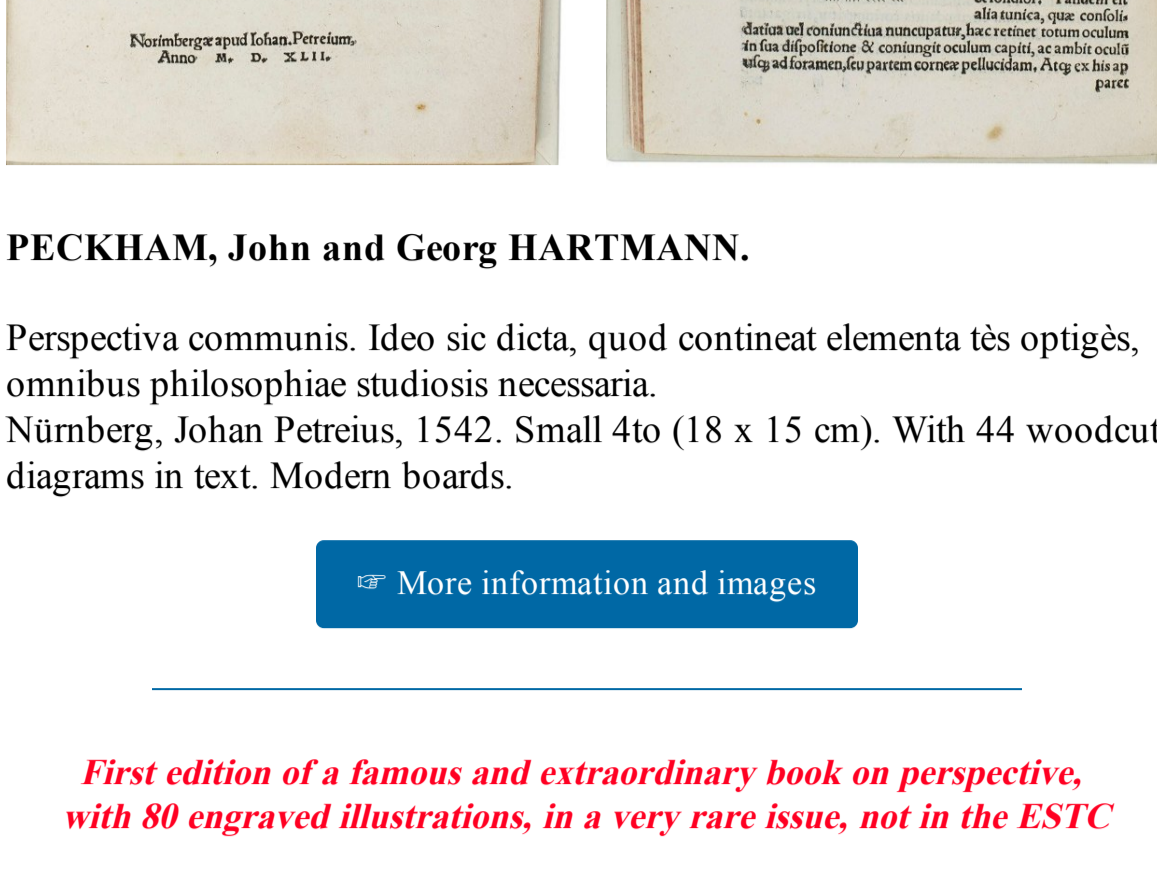 Norimbergæ apud Iohan. Petreium,
Anno M. D. XLII.
alia tunica, quæ conſoli-
datiua uel coniunctiua nuncupatur, hæc retinet totum oculum
in ſua diſpoſitione & coniungit oculum capiti, ac ambit oculũ
uſq; ad foramen, ſeu partem corneæ pellucidam, Atq; ex his ap
paret
PECKHAM, John and Georg HARTMANN.
Perspectiva communis. Ideo sic dicta, quod contineat elementa tès optigès,
omnibus philosophiae studiosis necessaria.
Nürnberg, Johan Petreius, 1542. Small 4to (18 x 15 cm). With 44 woodcut
diagrams in text. Modern boards.
☞ More information and images
First edition of a famous and extraordinary book on perspective,
with 80 engraved illustrations, in a very rare issue, not in the ESTC